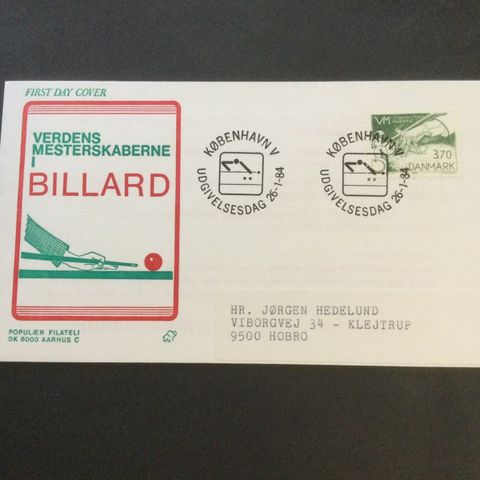 FIRST DAY COVER
VERDENS
MESTERSKABERNE
I
BILLARD
POPULÆR FILATELI
DK 8000 AARHUS C
KØBENHAVN V
UDGIVELSESDAG 26-1-84
KØBENHAVN V
UDGIVELSESDAG 26-1-84
VM
3.70
DANMARK
HR. JØRGEN HEDELUND
VIBORGVEJ 34 - KLEJTRUP
9500 HOBRO